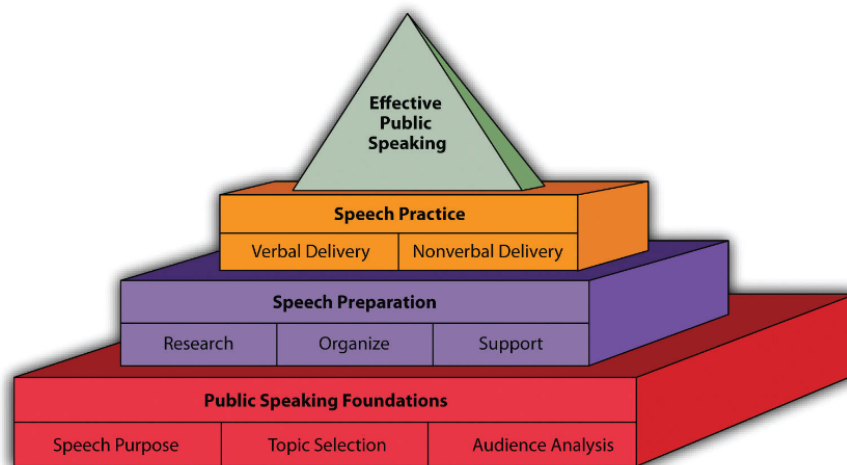 Effective
Public
Speaking
Speech Practice
Verbal Delivery
Nonverbal Delivery
Speech Preparation
Research
Organize
Support
Public Speaking Foundations
Speech Purpose
Topic Selection
Audience Analysis